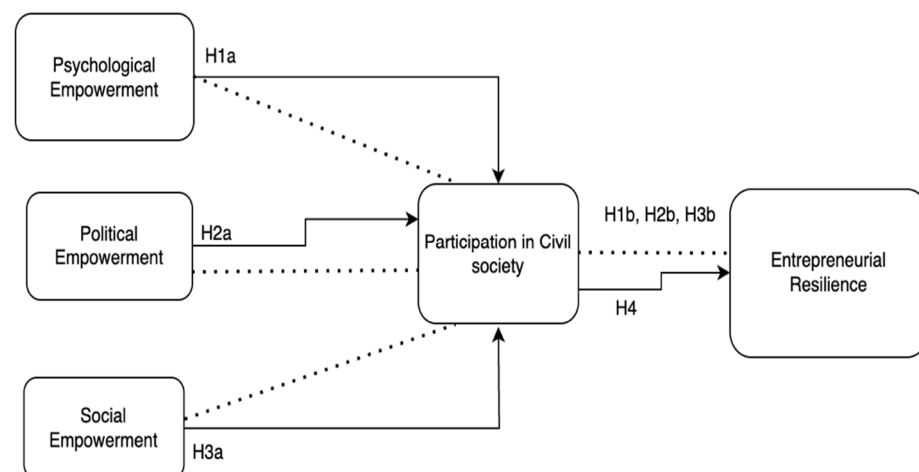 Psychological
Empowerment
H1a
Political
Empowerment
H2a
Participation in Civil
society
H1b, H2b, H3b
H4
Entrepreneurial
Resilience
Social
Empowerment
H3a